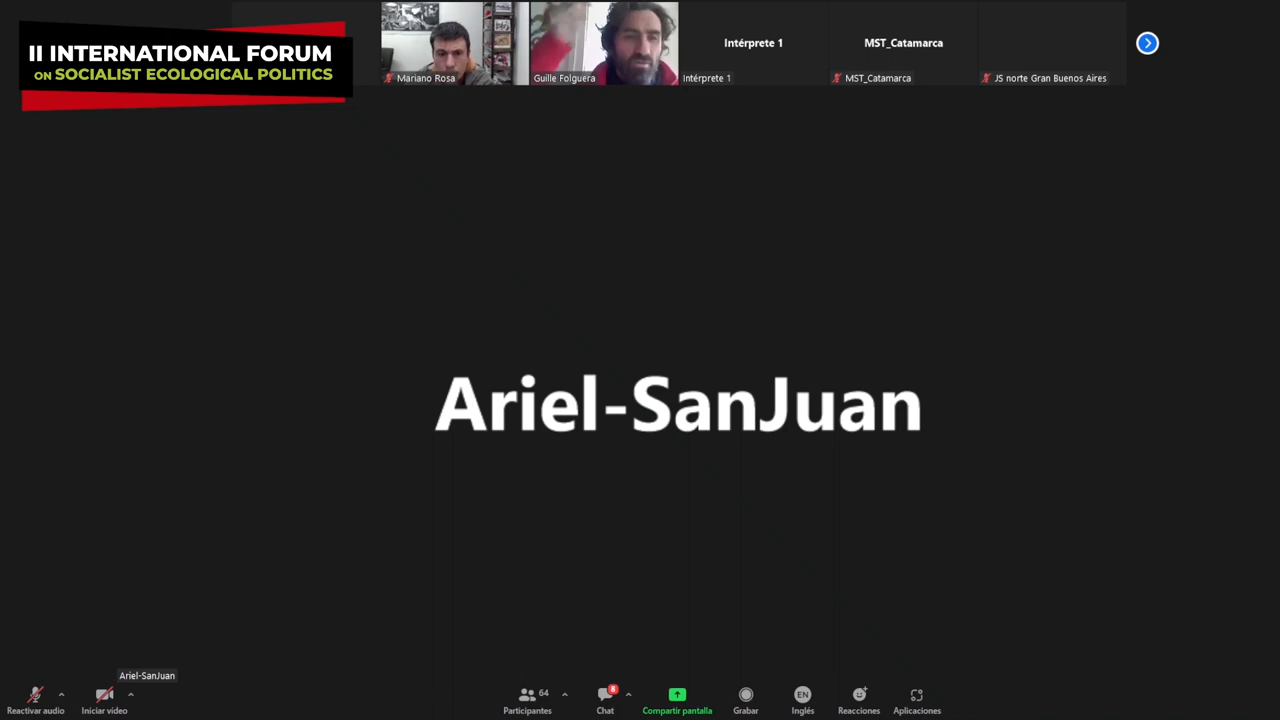 II INTERNATIONAL FORUM
ON SOCIALIST ECOLOGICAL POLITICS
Mariano Rosa
Guille Folguera
Intérprete 1
Intérprete 1
MST_Catamarca
MST_Catamarca
JS norte Gran Buenos Aires
Ariel-SanJuan
Ariel-SanJuan
Reactivar audio
Iniciar video
64
Participantes
8
Chat
Compartir pantalla
Grabar
EN
Inglés
Reacciones
Aplicaciones